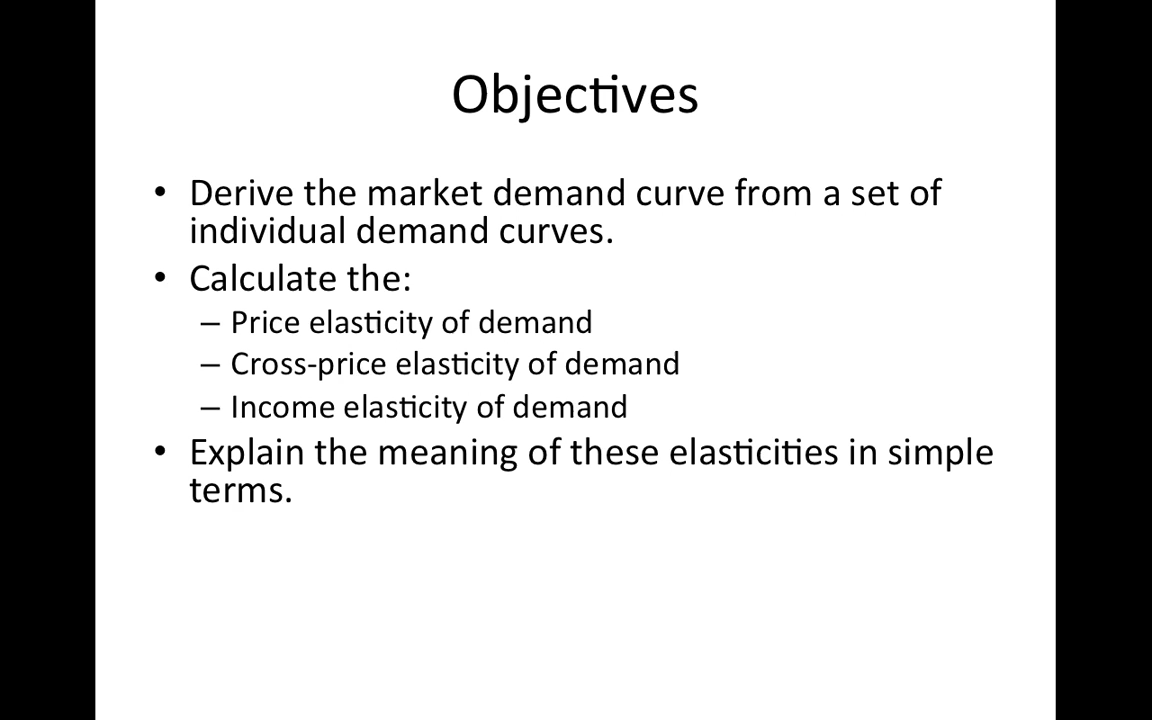 Objectives
• Derive the market demand curve from a set of
individual demand curves.
• Calculate the:
– Price elasticity of demand
– Cross-price elasticity of demand
– Income elasticity of demand
• Explain the meaning of these elasticities in simple
terms.